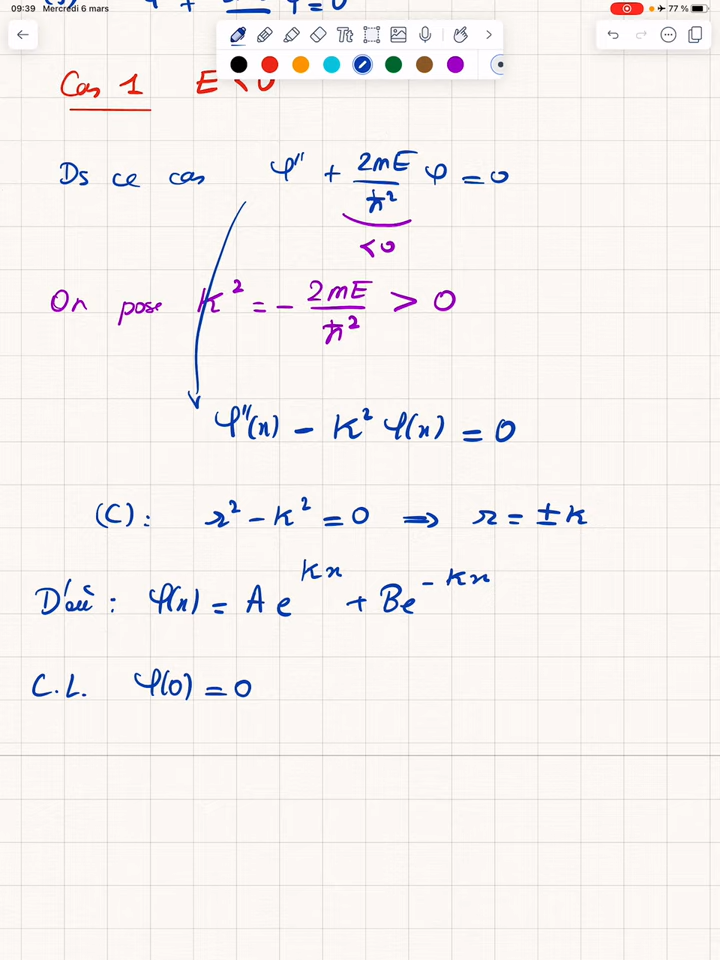 09:39 Mercredi 6 mars 77 %
Tt
Cas 1 E < 0
Ds ce cas φ'' + 2mE/ħ² φ = 0
< 0
On pose K² = - 2mE/ħ² > 0
φ''(x) - K² φ(x) = 0
(C) : r² - K² = 0 ⇒ r = ± K
D'où : φ(x) = A e^{Kx} + B e^{-Kx}
C.L. φ(0) = 0